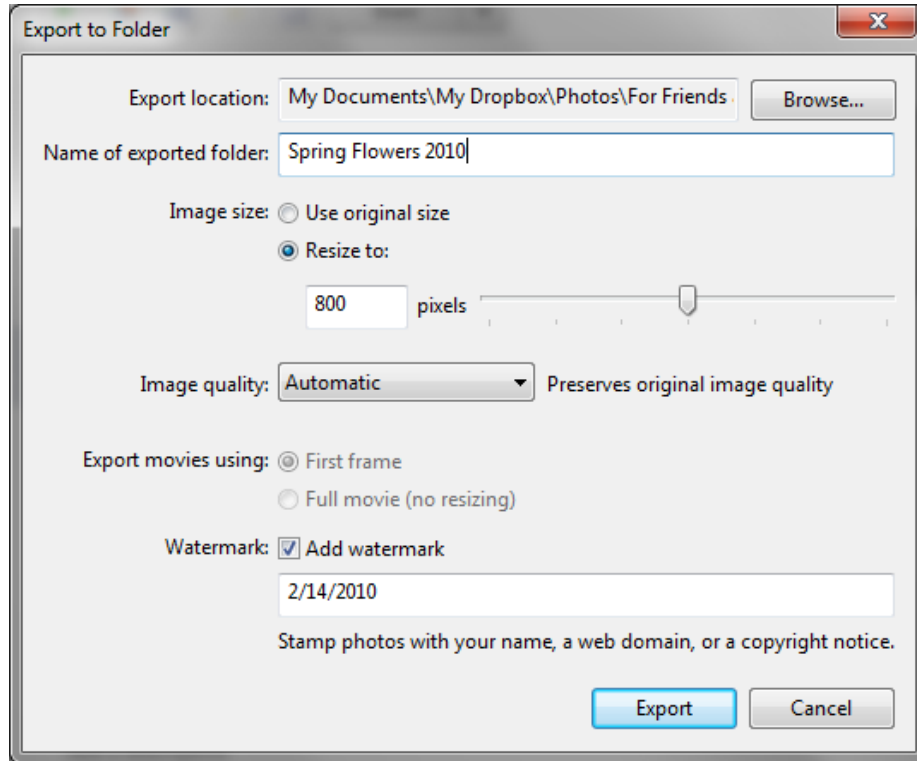 Export to Folder
Export location: My Documents\My Dropbox\Photos\For Friends Browse...
Name of exported folder: Spring Flowers 2010
Image size: Use original size
Resize to:
800 pixels
Image quality: Automatic Preserves original image quality
Export movies using: First frame
Full movie (no resizing)
Watermark: Add watermark
2/14/2010
Stamp photos with your name, a web domain, or a copyright notice.
Export Cancel